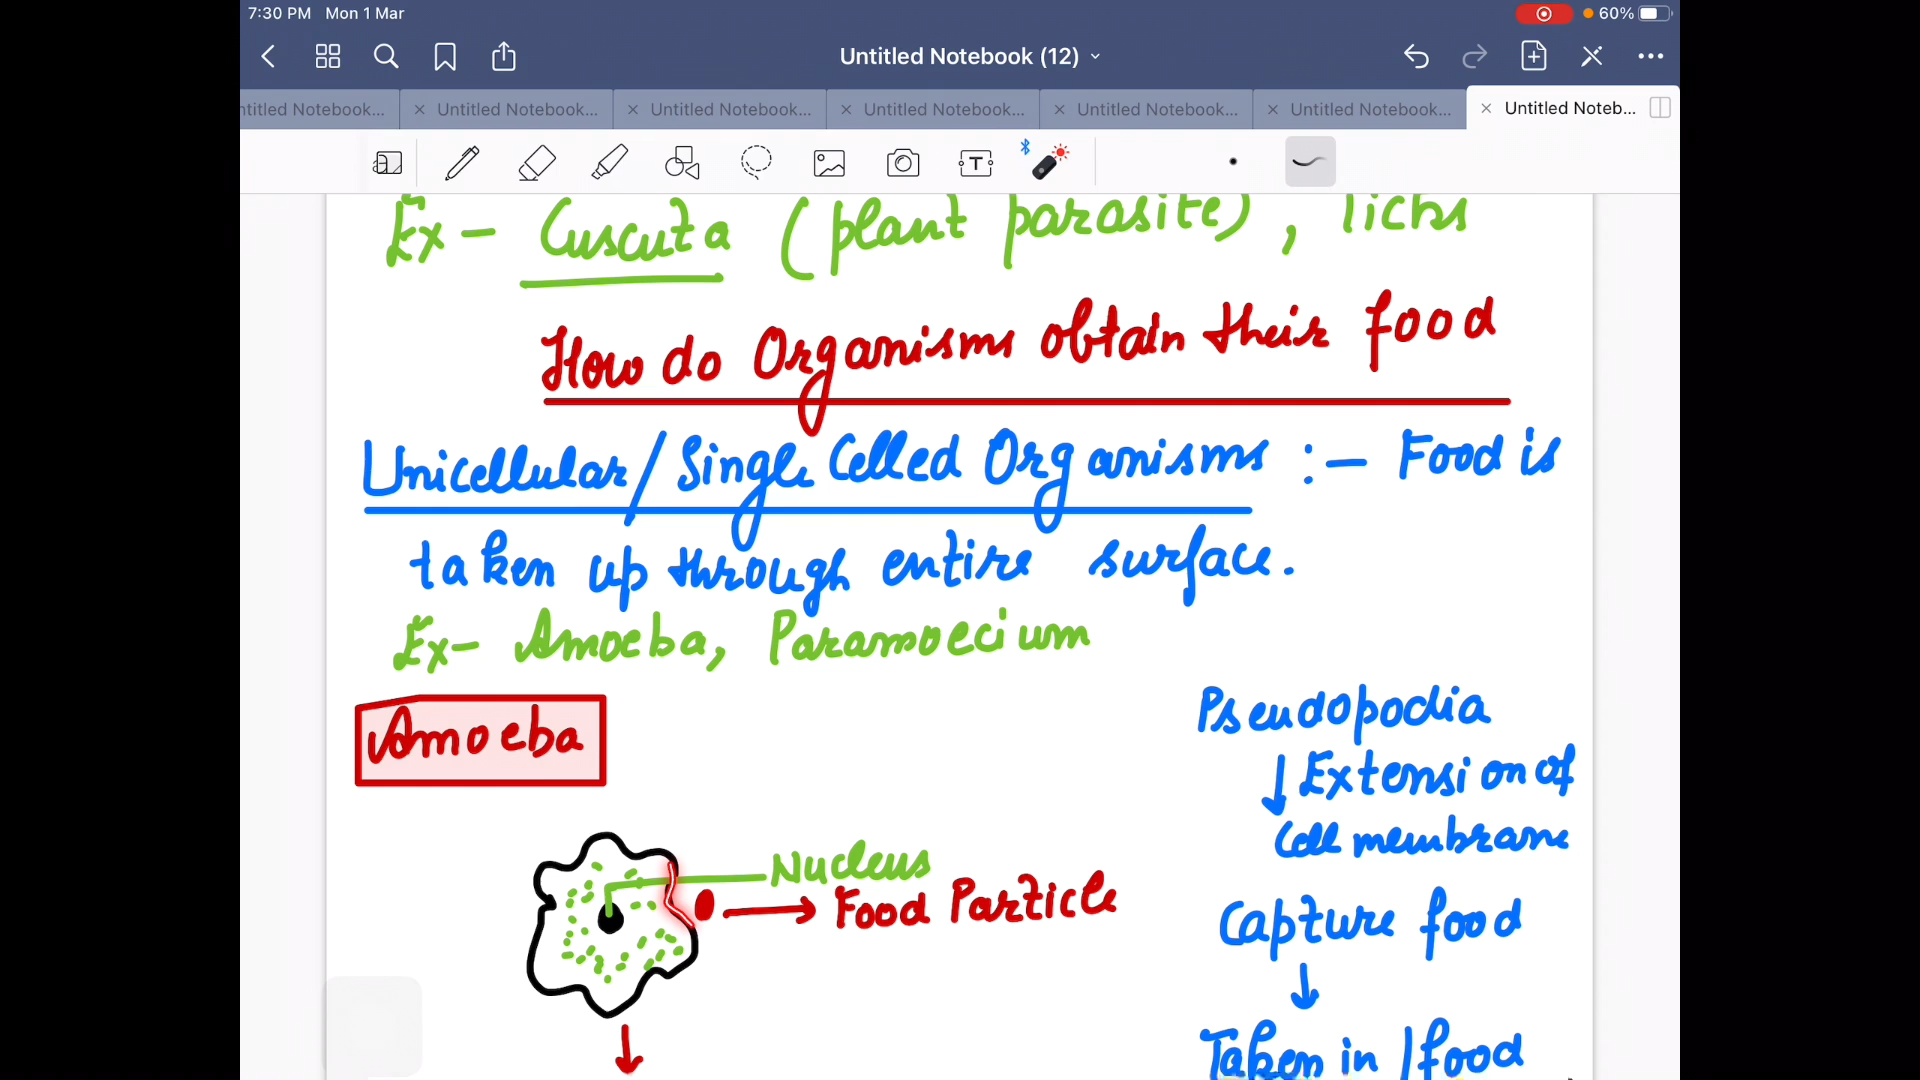 7:30 PM Mon 1 Mar
60%
Untitled Notebook (12)
ntitled Notebook...
Untitled Notebook...
Untitled Notebook...
Untitled Notebook...
Untitled Notebook...
Untitled Notebook...
Untitled Noteb...
Ex - Cuscuta (plant parasite),
How do Organisms obtain their food
Unicellular/Single Celled Organisms :- Food is
taken up through entire surface.
Ex- Amoeba, Paramoecium
Amoeba
Nucleus
Food Particle
Pseudopodia
↓ Extension of
Cell membrane
Capture food
↓
Taken in food